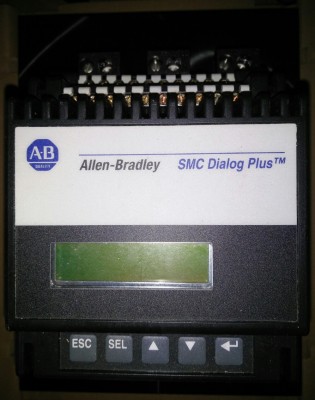 A·B
Allen-Bradley SMC Dialog Plus™
ESC SEL